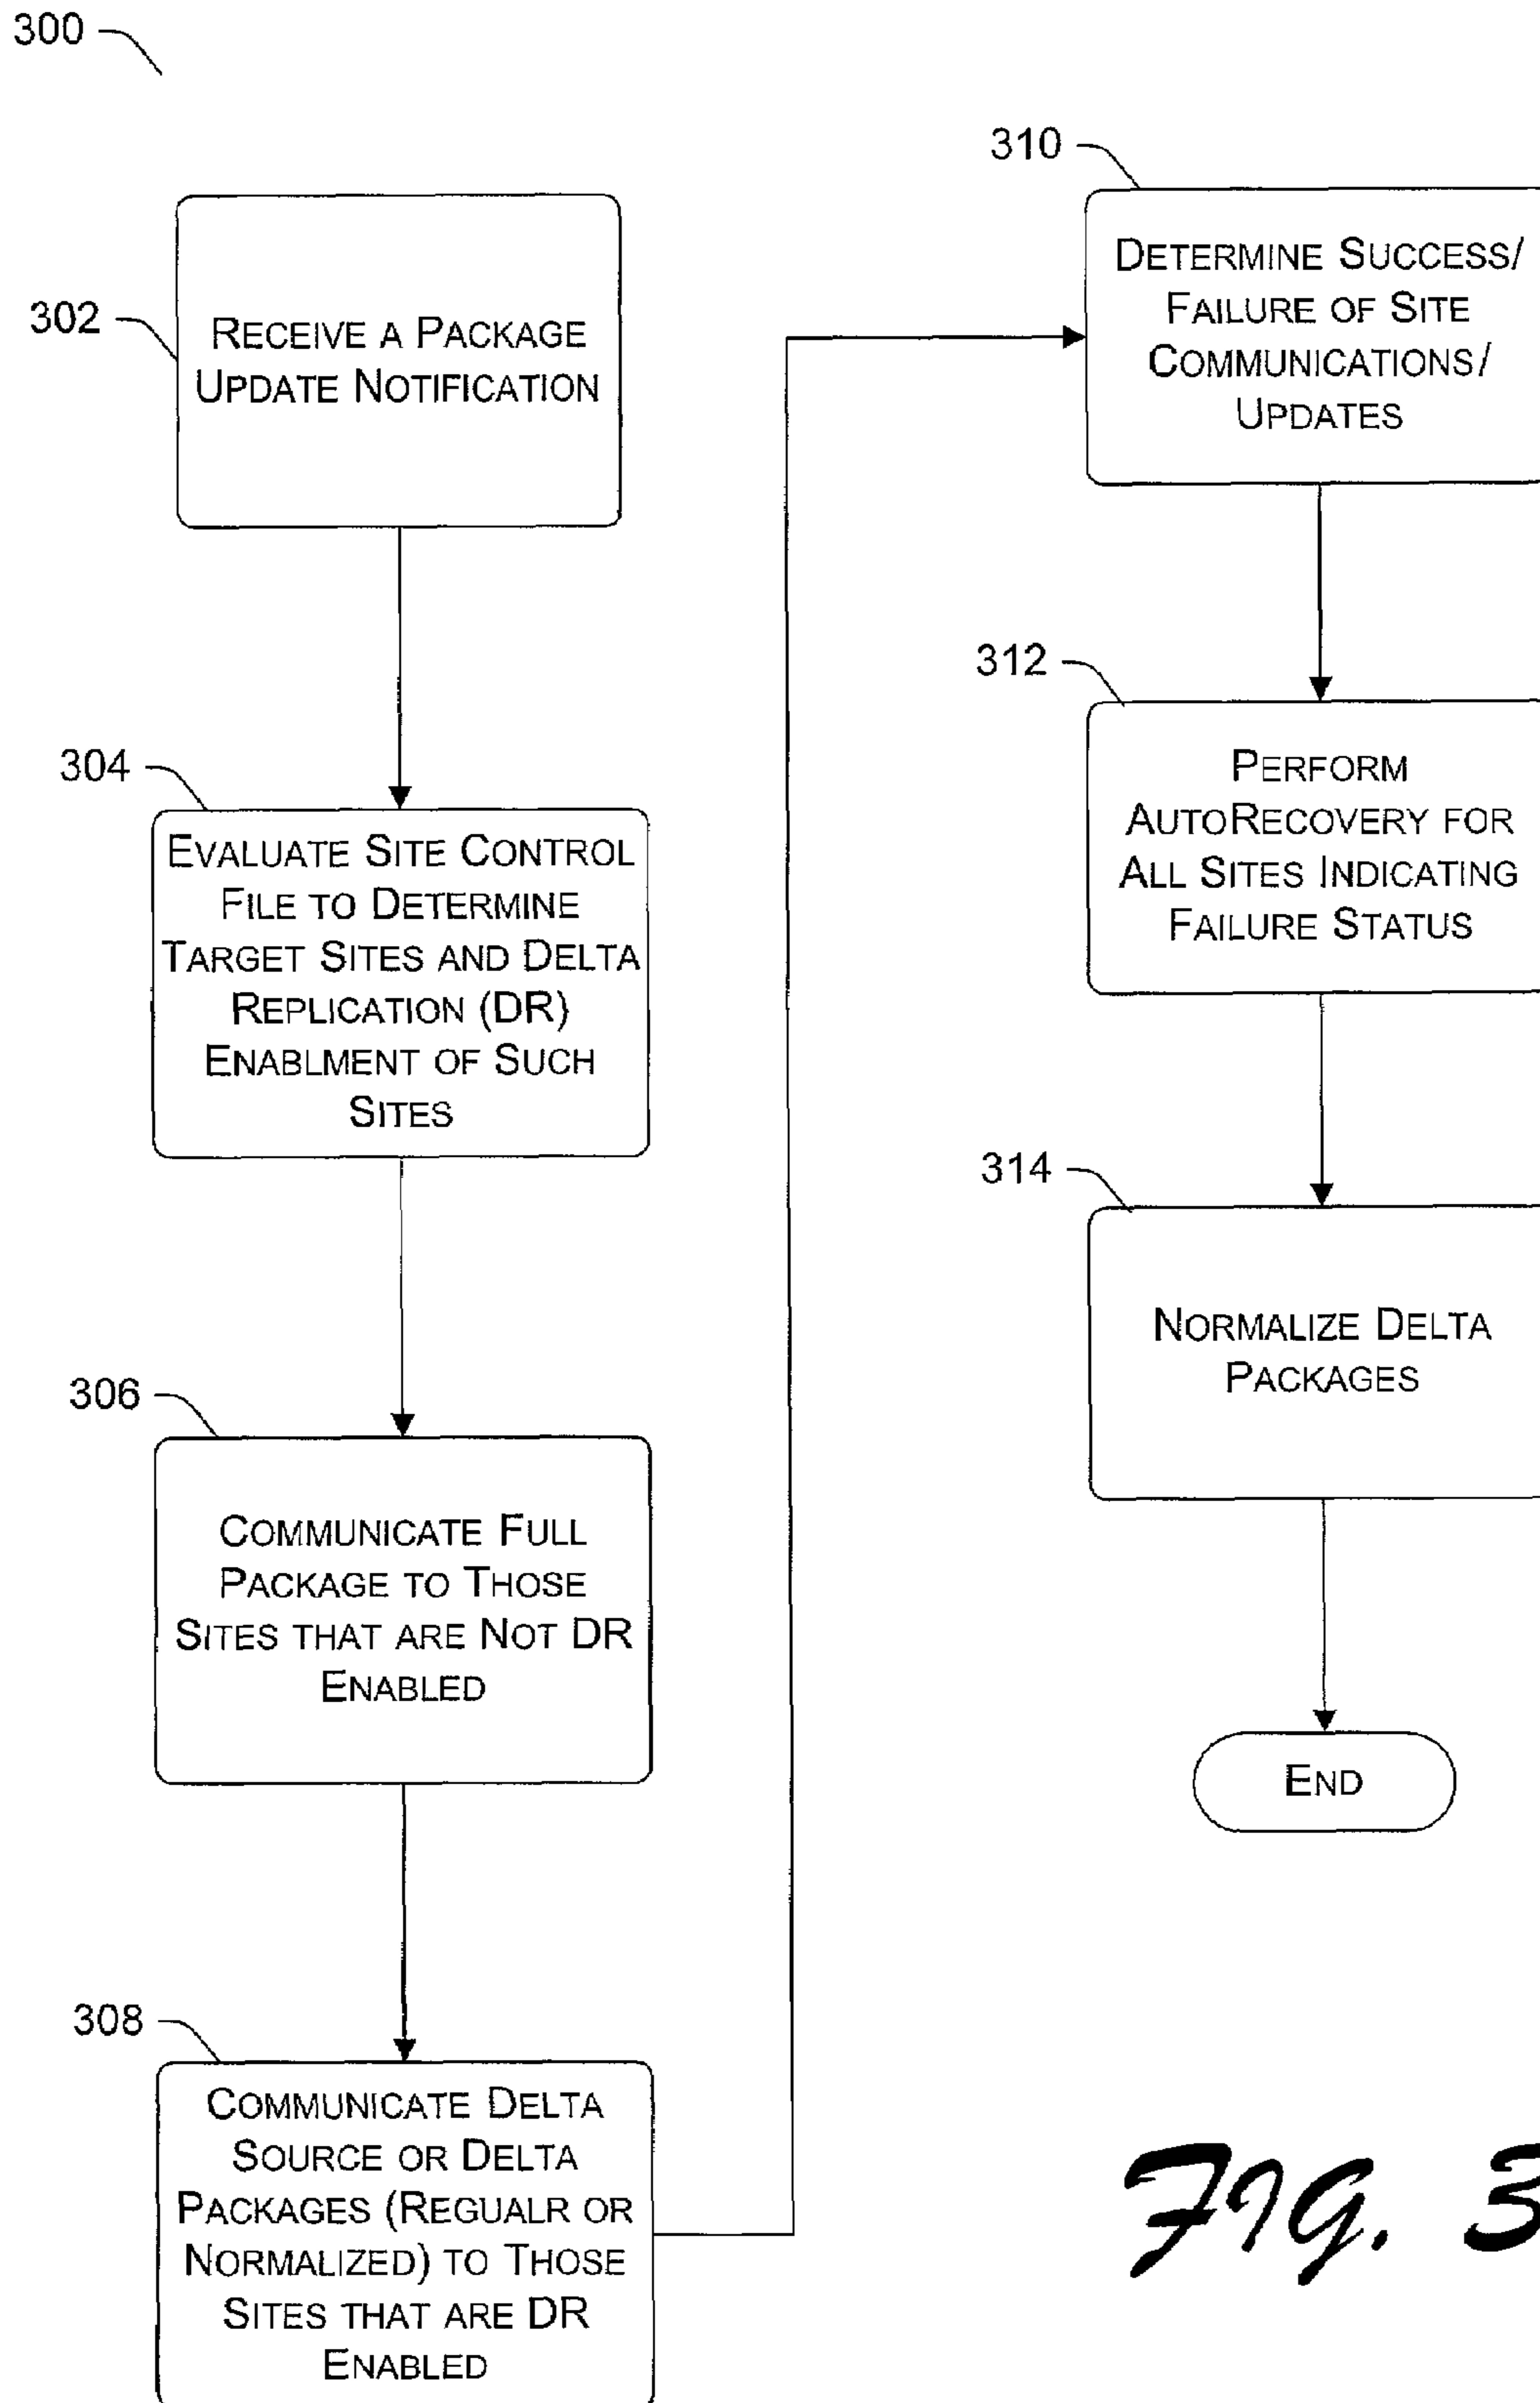 300
302
RECEIVE A PACKAGE
UPDATE NOTIFICATION
304
EVALUATE SITE CONTROL
FILE TO DETERMINE
TARGET SITES AND DELTA
REPLICATION (DR)
ENABLMENT OF SUCH
SITES
306
COMMUNICATE FULL
PACKAGE TO THOSE
SITES THAT ARE NOT DR
ENABLED
308
COMMUNICATE DELTA
SOURCE OR DELTA
PACKAGES (REGUALR OR
NORMALIZED) TO THOSE
SITES THAT ARE DR
ENABLED
310
DETERMINE SUCCESS/
FAILURE OF SITE
COMMUNICATIONS/
UPDATES
312
PERFORM
AUTORECOVERY FOR
ALL SITES INDICATING
FAILURE STATUS
314
NORMALIZE DELTA
PACKAGES
END
FIG. 3